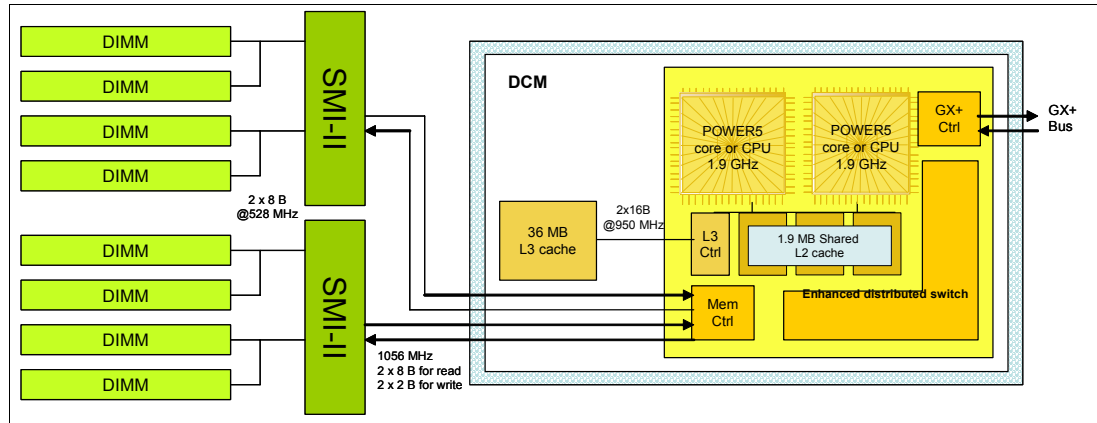 DIMM
DIMM
DIMM
DIMM
SMI-II
2 x 8 B
@528 MHz
DIMM
DIMM
DIMM
DIMM
SMI-II
1056 MHz
2 x 8 B for read
2 x 2 B for write
DCM
POWER5
core or CPU
1.9 GHz
POWER5
core or CPU
1.9 GHz
GX+
Ctrl
GX+
Bus
36 MB
L3 cache
2x16B
@950 MHz
L3
Ctrl
1.9 MB Shared
L2 cache
Enhanced distributed switch
Mem
Ctrl